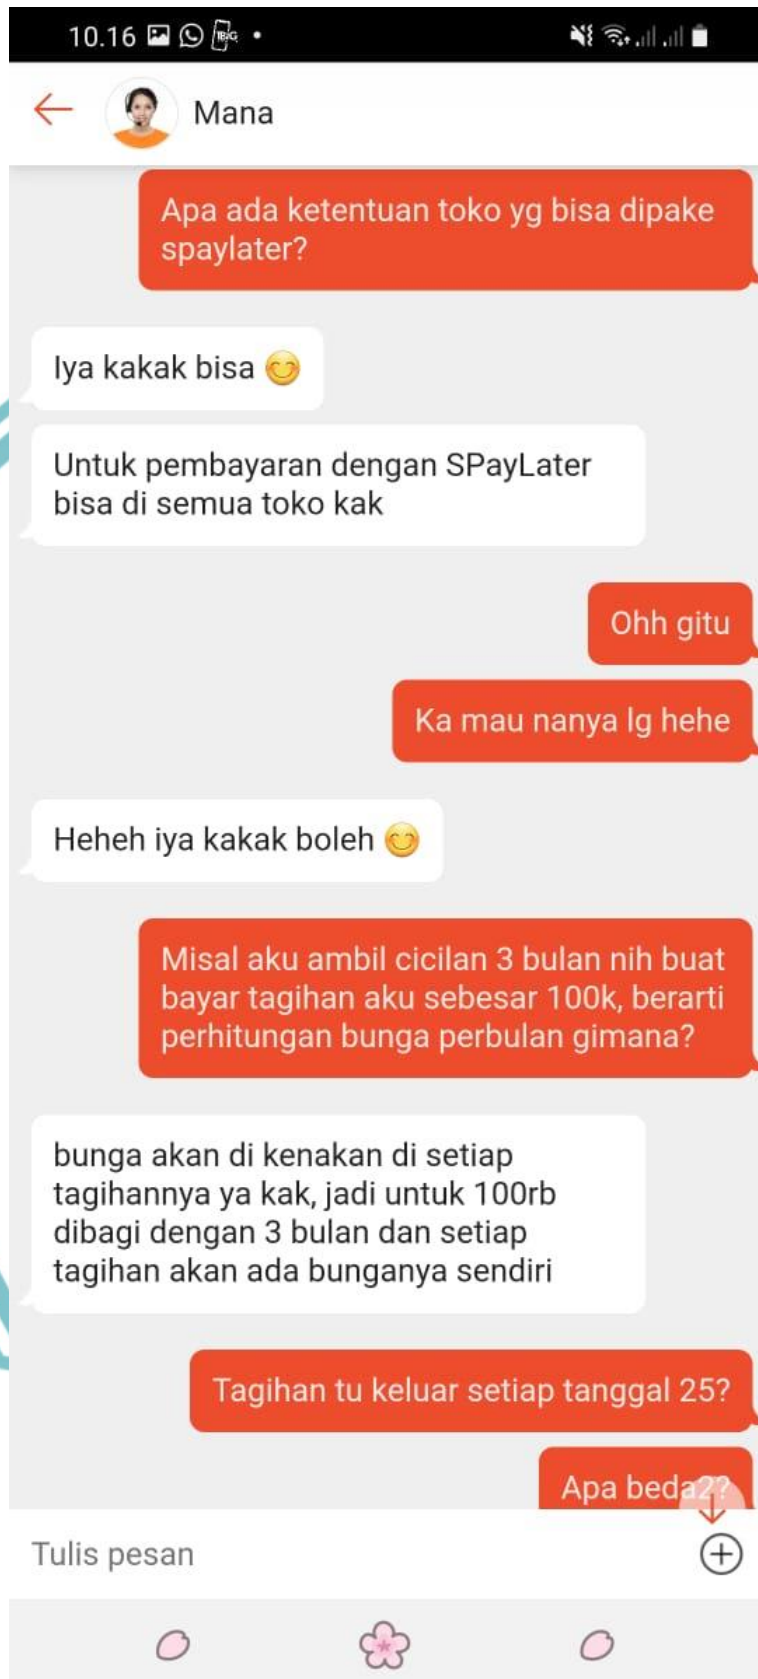 10.16
Mana
Apa ada ketentuan toko yg bisa dipake
spaylater?
Iya kakak bisa 😊
Untuk pembayaran dengan SPayLater
bisa di semua toko kak
Ohh gitu
Ka mau nanya lg hehe
Heheh iya kakak boleh 😊
Misal aku ambil cicilan 3 bulan nih buat
bayar tagihan aku sebesar 100k, berarti
perhitungan bunga perbulan gimana?
bunga akan di kenakan di setiap
tagihannya ya kak, jadi untuk 100rb
dibagi dengan 3 bulan dan setiap
tagihan akan ada bunganya sendiri
Tagihan tu keluar setiap tanggal 25?
Apa beda2?
Tulis pesan